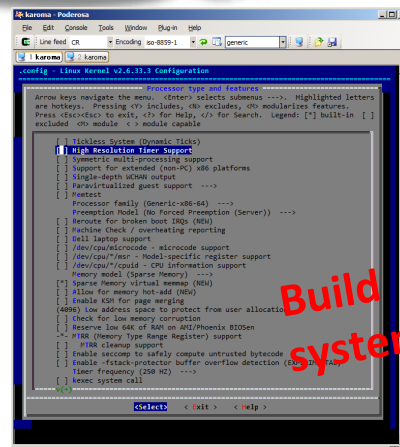 karoma - Poderosa
File Edit Console Tools Window Plug-in Help
Line feed CR Encoding iso-8859-1 generic
1 karoma 2 karoma
.config - Linux Kernel v2.6.33.3 Configuration
Processor type and features
Arrow keys navigate the menu. <Enter> selects submenus --->. Highlighted letters
are hotkeys. Pressing <Y> includes, <N> excludes, <M> modularizes features.
Press <Esc><Esc> to exit, <?> for Help, </> for Search. Legend: [*] built-in [ ]
excluded <M> module < > module capable
[ ] Tickless System (Dynamic Ticks)
[ ] High Resolution Timer Support
[ ] Symmetric multi-processing support
[ ] Support for extended (non-PC) x86 platforms
[ ] Single-depth WCHAN output
[ ] Paravirtualized guest support --->
[ ] Memtest
Processor family (Generic-x86-64) --->
Preemption Model (No Forced Preemption (Server)) --->
[ ] Reroute for broken boot IRQs (NEW)
[ ] Machine Check / overheating reporting
[ ] Dell laptop support
[ ] /dev/cpu/microcode - microcode support
[ ] /dev/cpu/*/msr - Model-specific register support
[ ] /dev/cpu/*/cpuid - CPU information support
Memory model (Sparse Memory) --->
[*] Sparse Memory virtual memmap (NEW)
[ ] Allow for memory hot-add (NEW)
[ ] Enable KSM for page merging
(4096) Low address space to protect from user allocatio
[ ] Check for low memory corruption
[ ] Reserve low 64K of RAM on AMI/Phoenix BIOSen
-*- MTRR (Memory Type Range Register) support
[ ] MTRR cleanup support
[ ] Enable seccomp to safely compute untrusted bytecode
[ ] Enable -fstack-protector buffer overflow detection (EXPERIMENTAL)
Timer frequency (250 HZ) --->
[ ] kexec system call
v(+)
<Select> < Exit > < Help >
Build
system